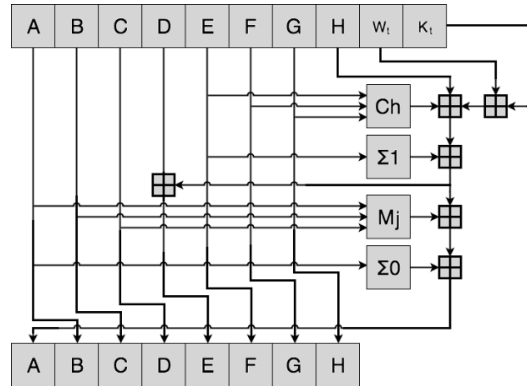 A B C D E F G H Wt Kt
Ch
Σ1
Mj
Σ0
A B C D E F G H